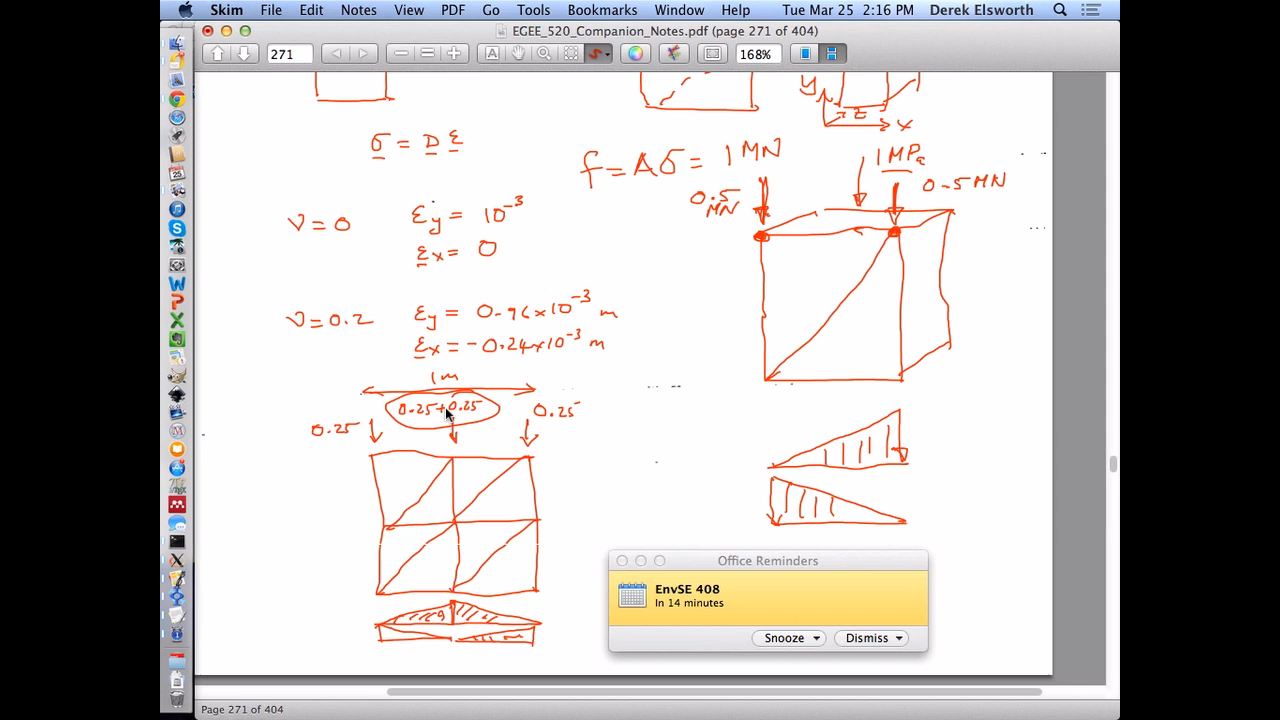 Skim File Edit Notes View PDF Go Tools Bookmarks Window Help Tue Mar 25 2:16 PM Derek Elsworth
EGEE_520_Companion_Notes.pdf (page 271 of 404)
271
168%
y
z
x
σ = D ε
f = Aσ = 1 MN
1 MPa
0.5 MN
0.5 MN
ν = 0
εy = 10⁻³
εx = 0
ν = 0.2
εy = 0.96×10⁻³ m
εx = -0.24×10⁻³ m
1m
0.25+0.25
0.25
0.25
Office Reminders
EnvSE 408
In 14 minutes
Snooze
Dismiss
Page 271 of 404